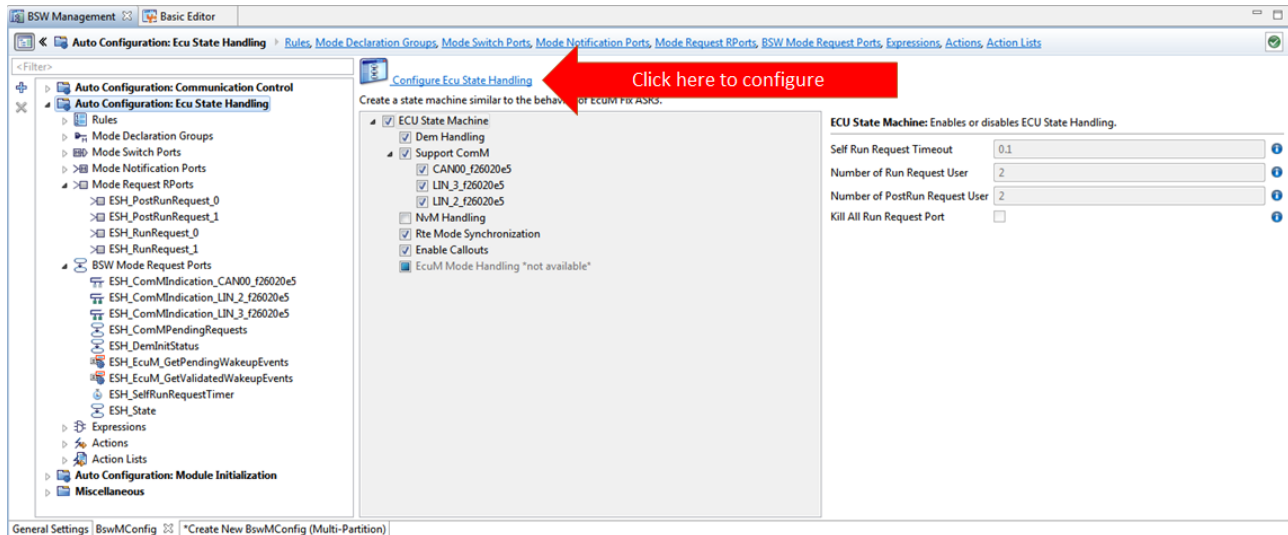 BSW Management Basic Editor
Auto Configuration: Ecu State Handling Rules, Mode Declaration Groups, Mode Switch Ports, Mode Notification Ports, Mode Request RPorts, BSW Mode Request Ports, Expressions, Actions, Action Lists
<Filter>
Auto Configuration: Communication Control
Auto Configuration: Ecu State Handling
Rules
Mode Declaration Groups
Mode Switch Ports
Mode Notification Ports
Mode Request RPorts
ESH_PostRunRequest_0
ESH_PostRunRequest_1
ESH_RunRequest_0
ESH_RunRequest_1
BSW Mode Request Ports
ESH_ComMIndication_CAN00_f26020e5
ESH_ComMIndication_LIN_2_f26020e5
ESH_ComMIndication_LIN_3_f26020e5
ESH_ComMPendingRequests
ESH_DemInitStatus
ESH_EcuM_GetPendingWakeupEvents
ESH_EcuM_GetValidatedWakeupEvents
ESH_SelfRunRequestTimer
ESH_State
Expressions
Actions
Action Lists
Auto Configuration: Module Initialization
Miscellaneous
Configure Ecu State Handling
Click here to configure
Create a state machine similar to the of EcuM Fix ASR3.
ECU State Machine
Dem Handling
Support ComM
CAN00_f26020e5
LIN_3_f26020e5
LIN_2_f26020e5
NvM Handling
Rte Mode Synchronization
Enable Callouts
EcuM Mode Handling *not available*
ECU State Machine: Enables or disables ECU State Handling.
Self Run Request Timeout 0.1
Number of Run Request User 2
Number of PostRun Request User 2
Kill All Run Request Port
General Settings BswMConfig *Create New BswMConfig (Multi-Partition)